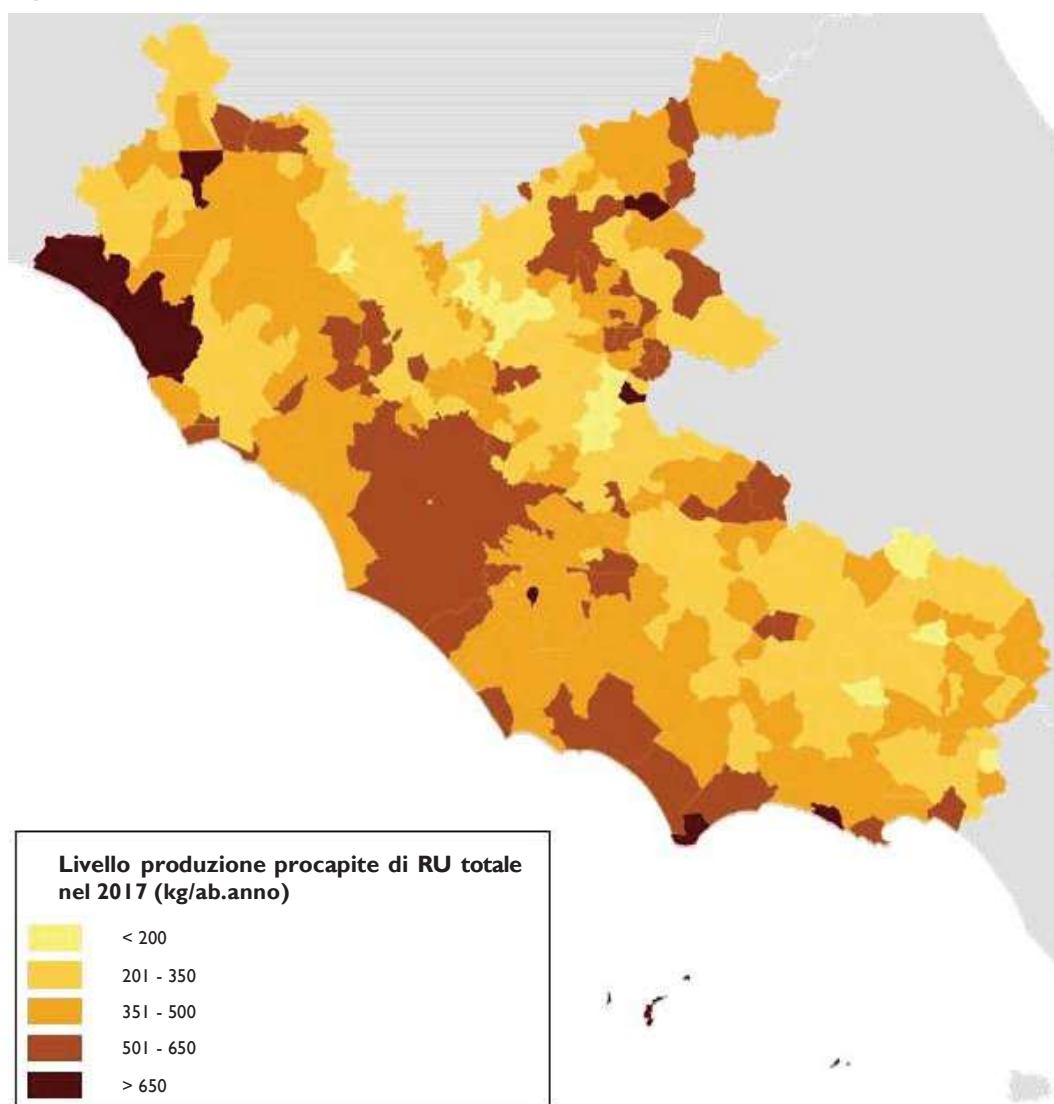 Livello produzione procapite di RU totale
nel 2017 (kg/ab.anno)
< 200
201 - 350
351 - 500
501 - 650
> 650